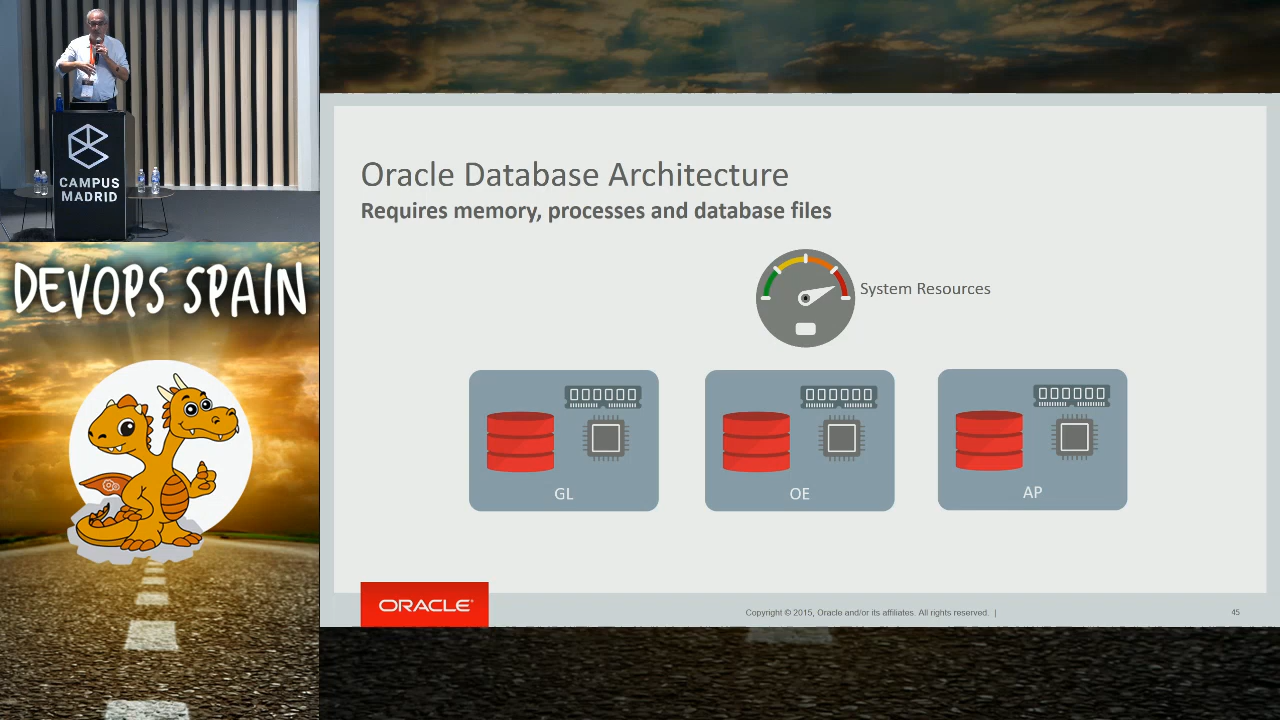 CAMPUS
MADRID
DEVOPS SPAIN
Oracle Database Architecture
Requires memory, processes and database files
System Resources
GL
OE
AP
ORACLE®
Copyright © 2015, Oracle and/or its affiliates. All rights reserved. |
45